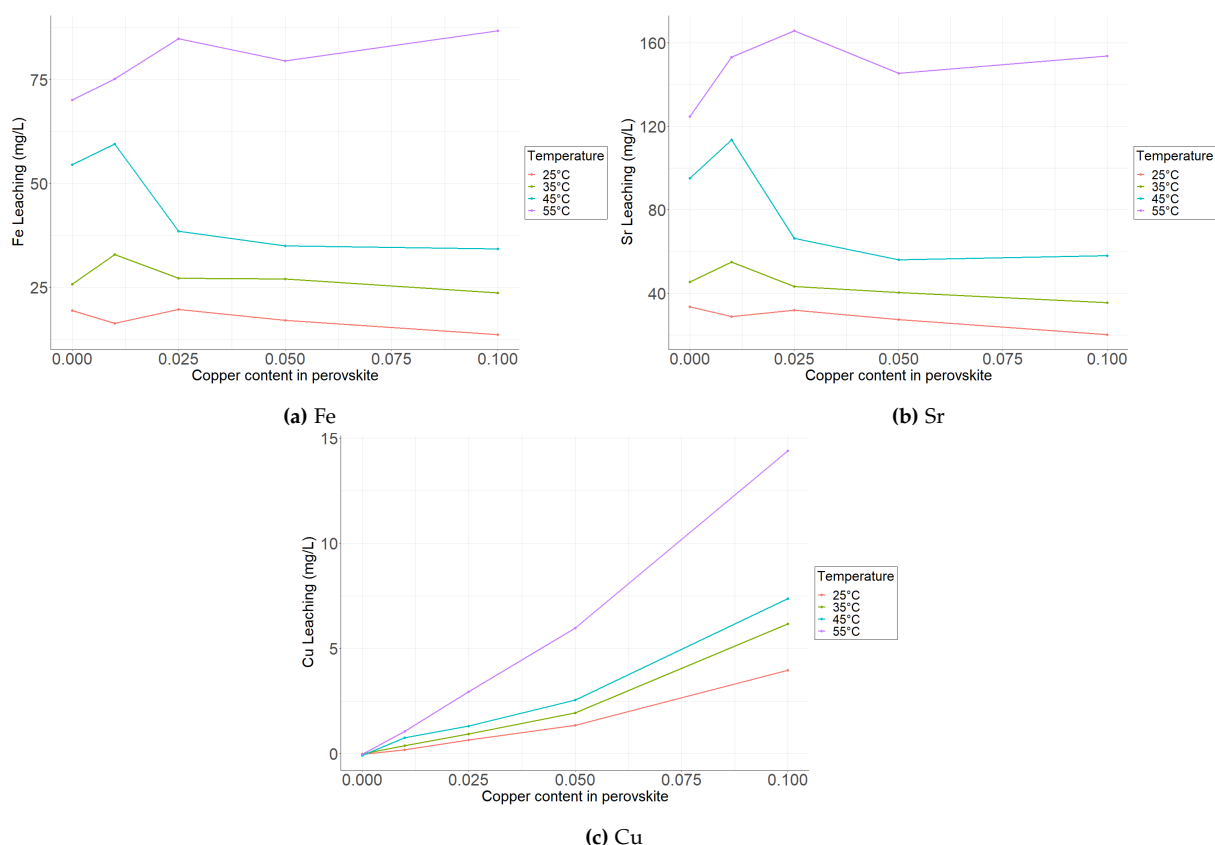 Fe Leaching (mg/L)
75
50
25
0.000 0.025 0.050 0.075 0.100
Copper content in perovskite
Temperature
25°C
35°C
45°C
55°C
(a) Fe
Sr Leaching (mg/L)
160
120
80
40
0.000 0.025 0.050 0.075 0.100
Copper content in perovskite
Temperature
25°C
35°C
45°C
55°C
(b) Sr
Cu Leaching (mg/L)
15
10
5
0
0.000 0.025 0.050 0.075 0.100
Copper content in perovskite
Temperature
25°C
35°C
45°C
55°C
(c) Cu